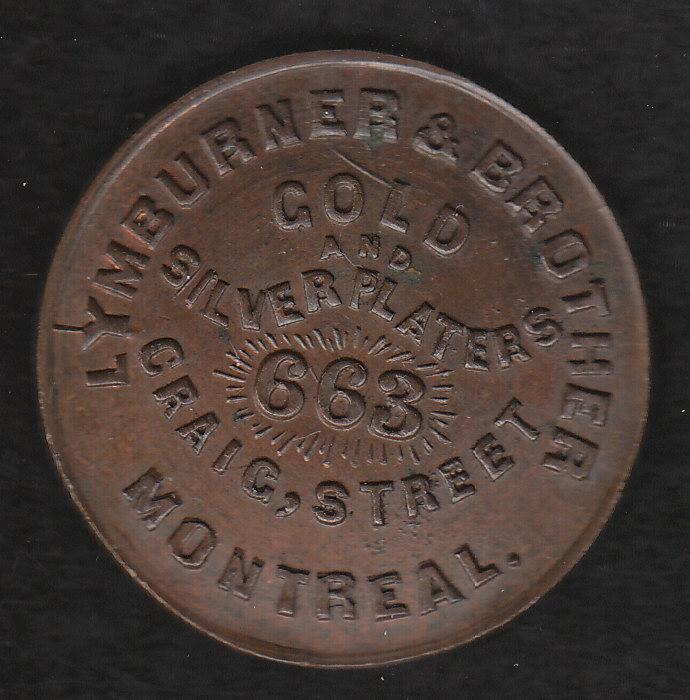 LYMBURNER & BROTHER
GOLD
AND
SILVER PLATERS
663
CRAIG, STREET
MONTREAL.